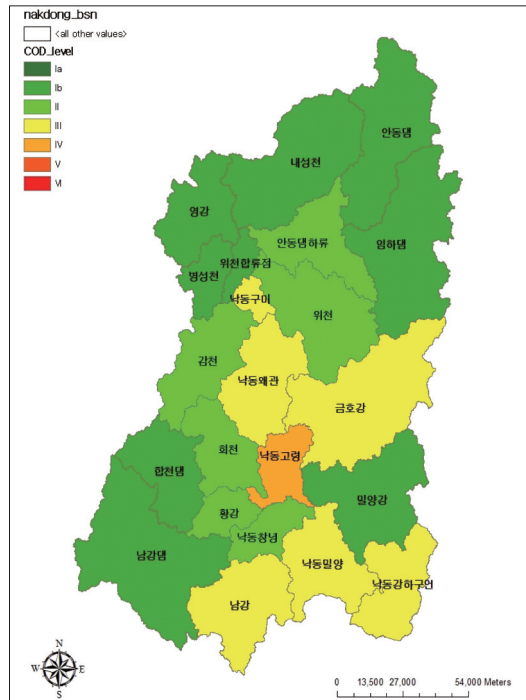 nakdong_bsn
<all other values>
COD_level
Ia
Ib
II
III
IV
V
VI
안동댐
내성천
영강
임하댐
안동댐하류
위천합류점
병성천
낙동구미
위천
감천
낙동왜관
금호강
회천
낙동고령
합천댐
밀양강
황강
낙동창녕
남강댐
낙동밀양
낙동강하구언
남강
N
W
E
S
0 13,500 27,000 54,000 Meters